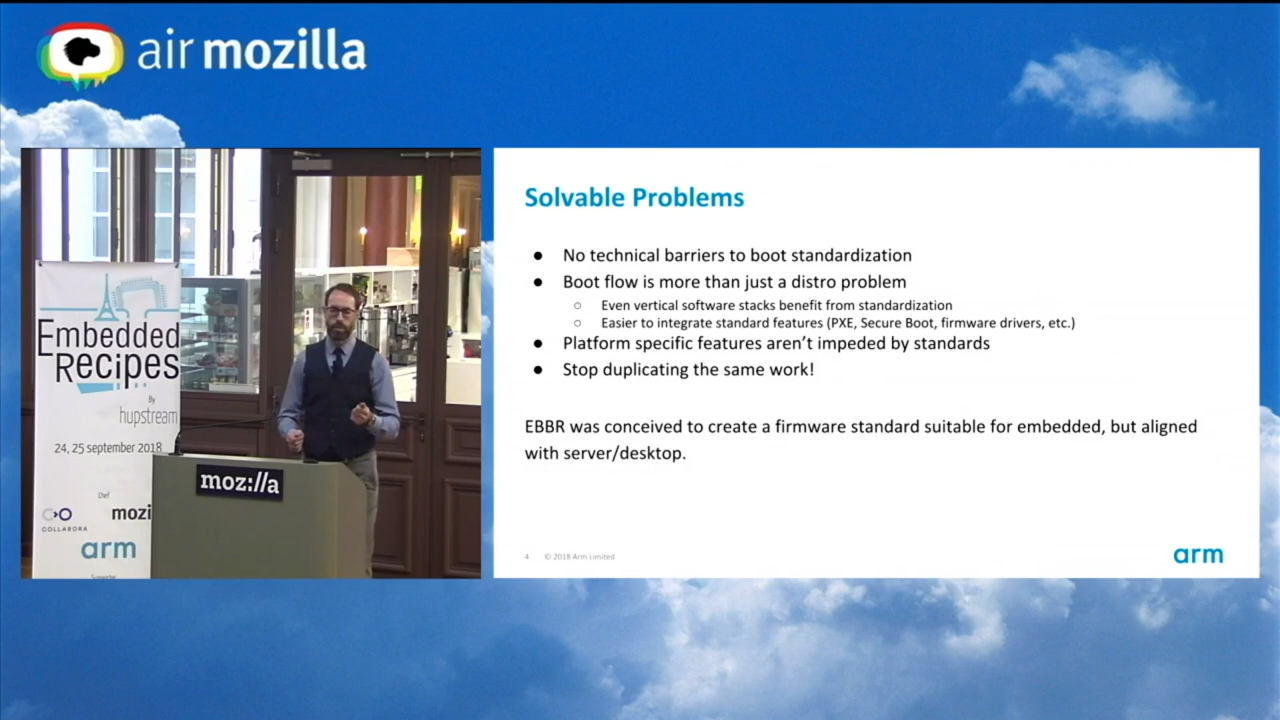 air mozilla
Embedded
Recipes
By
hupstream
24, 25 september 2018
Chef
COLLABORA
mozi
arm
moz://a
Solvable Problems
● No technical barriers to boot standardization
● Boot flow is more than just a distro problem
○ Even vertical software stacks benefit from standardization
○ Easier to integrate standard features (PXE, Secure Boot, firmware drivers, etc.)
● Platform specific features aren't impeded by standards
● Stop duplicating the same work!
EBBR was conceived to create a firmware standard suitable for embedded, but aligned
with server/desktop.
4 © 2018 Arm Limited
arm